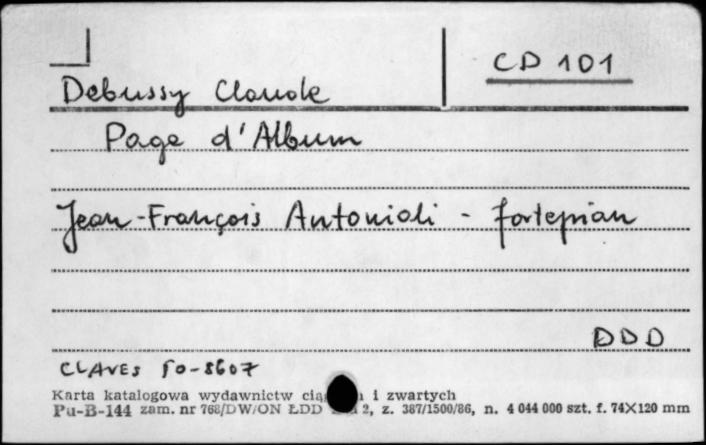 CD 101
Debussy Claude
Page d'Album
Jean-François Antonioli - fortepian
DDD
CLAVES 50-8607
Karta katalogowa wydawnictw i zwartych
Pu-B-144 zam. nr 768/DW/ON ŁDD 2, z. 387/1500/86, n. 4 044 000 szt. f. 74X120 mm